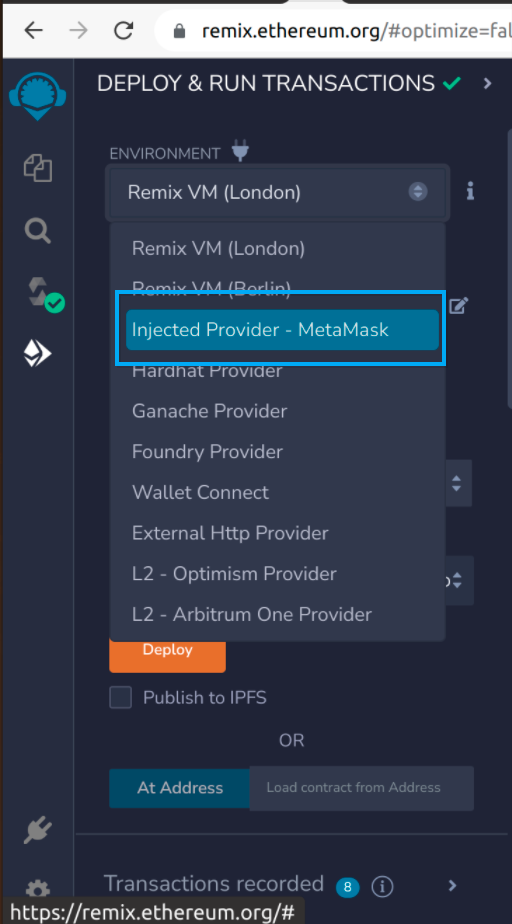 remix.ethereum.org/#optimize=fal
DEPLOY & RUN TRANSACTIONS
ENVIRONMENT
Remix VM (London)
Remix VM (London)
Remix VM (Berlin)
Injected Provider - MetaMask
Hardhat Provider
Ganache Provider
Foundry Provider
Wallet Connect
External Http Provider
L2 - Optimism Provider
L2 - Arbitrum One Provider
Deploy
Publish to IPFS
OR
At Address
Load contract from Address
Transactions recorded 8 i
https://remix.ethereum.org/#